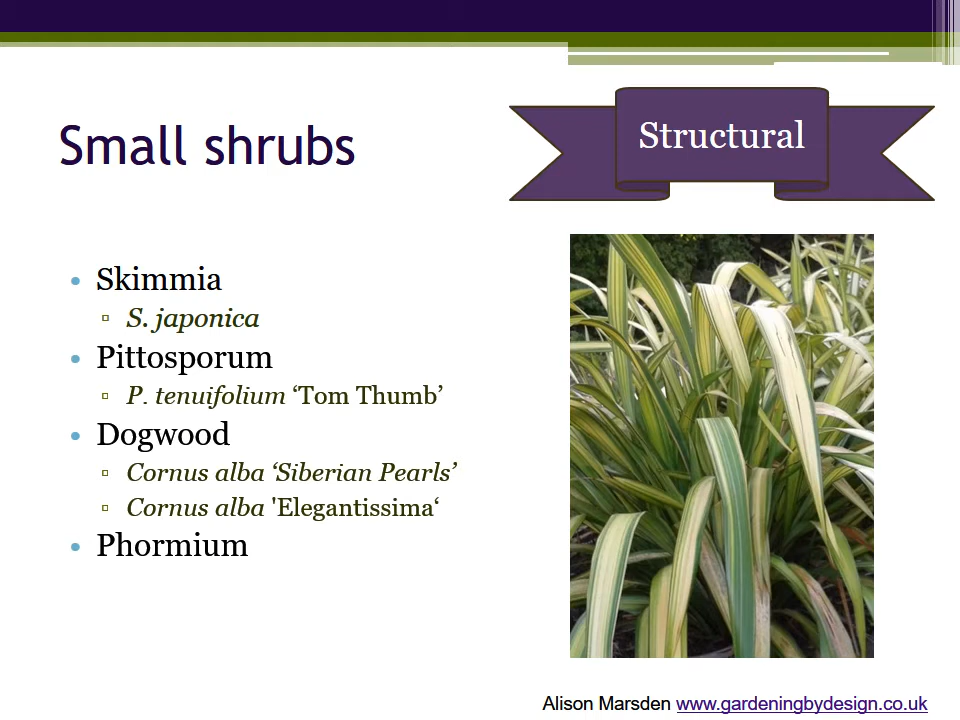 Small shrubs
Structural
• Skimmia
▫ S. japonica
• Pittosporum
▫ P. tenuifolium ‘Tom Thumb’
• Dogwood
▫ Cornus alba ‘Siberian Pearls’
▫ Cornus alba 'Elegantissima‘
• Phormium
Alison Marsden www.gardeningbydesign.co.uk